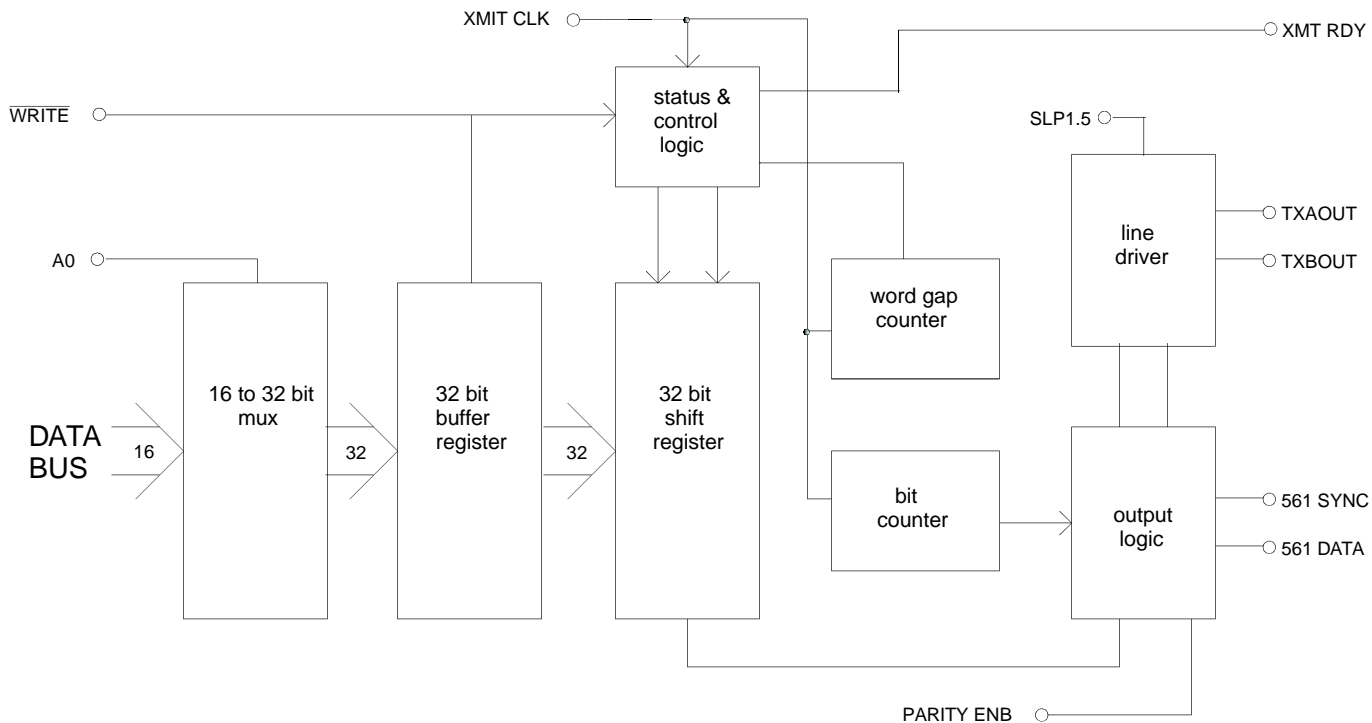 XMIT CLK
XMT RDY
WRITE
status &
control
logic
SLP1.5
TXAOUT
line
driver
A0
TXBOUT
word gap
counter
16 to 32 bit
mux
32 bit
buffer
register
32 bit
shift
register
DATA
BUS
16
32
32
bit
counter
output
logic
561 SYNC
561 DATA
PARITY ENB